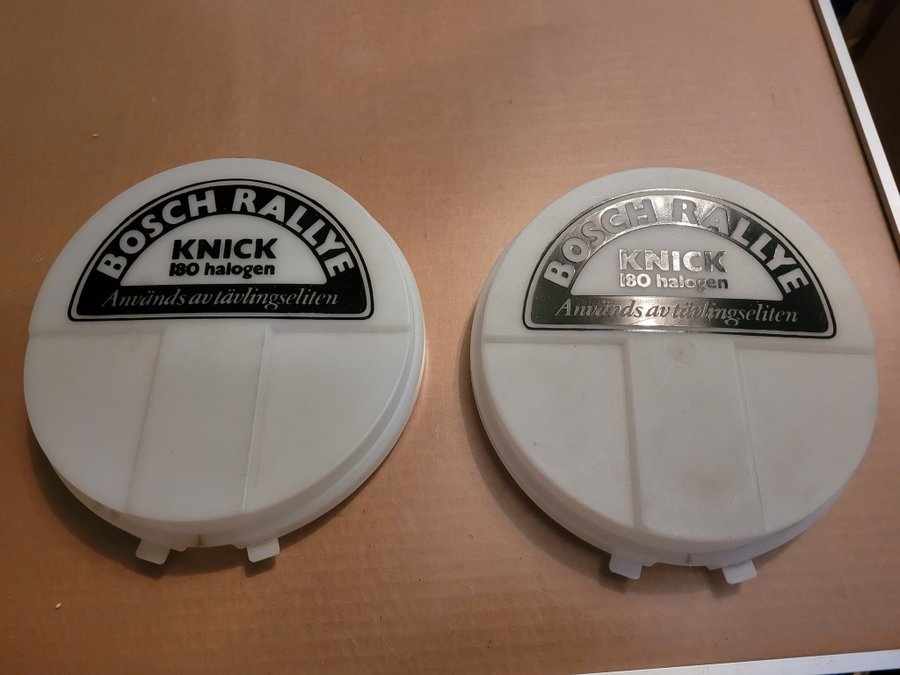 BOSCH RALLYE
KNICK
180 halogen
Används av tävlingseliten
BOSCH RALLYE
KNICK
180 halogen
Används av tävlingseliten